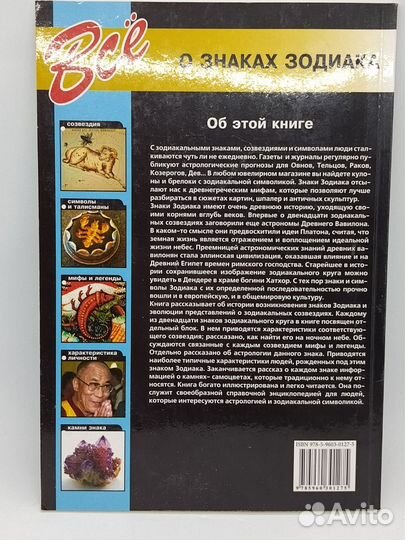 Всё
О ЗНАКАХ ЗОДИАКА
созвездия
символы
и талисманы
мифы и легенды
характеристика
личности
камни знака
Об этой книге
С зодиакальными знаками, созвездиями и символами люди стал-
киваются чуть ли не ежедневно. Газеты и журналы регулярно пу-
бликуют астрологические прогнозы для Овнов, Тельцов, Раков,
Козерогов, Дев... В любом ювелирном магазине вы найдете кулo-
ны и брелоки с зодиакальной символикой. Знаки Зодиака отсы-
лают нас к древнегреческим мифам, которые позволяют лучше
разбираться в сюжетах картин, шпалер и античных скульптур.
Знаки Зодиака имеют очень древнюю историю, уходящую свои-
ми корнями вглубь веков. Впервые о двенадцати зодиакаль-
ных созвездиях заговорили еще астрономы Древнего Вавилона.
В каком-то смысле они предвосхитили идеи Платона, считая, что
земная жизнь является отражением и воплощением идеальной
жизни небес. Преемницей астрономических знаний древних ва-
вилонян стала эллинская цивилизация, оказавшая влияние и на
Древний Египет времен римского господства. Старейшее в исто-
рии сохранившееся изображение зодиакального круга можно
увидеть в Дендере в храме богини Хатхор. С тех пор знаки и сим-
волы Зодиака с их определенной последовательностью прочно
вошли и в европейскую, и в общемировую культуру.
Книга рассказывает об истории возникновения знаков Зодиака и
эволюции представлений о зодиакальных созвездиях. Каждому
из двенадцати знаков зодиакального круга в книге посвящен от-
дельный блок. В нем приводятся характеристики соответствую-
щего созвездия; рассказано, как найти его на ночном небе. Об-
суждаются связанные с каждым созвездием мифы и легенды.
Отдельно рассказано об астрологии данного знака. Приводятся
наиболее типичные характеристики людей, рожденных под этим
знаком Зодиака. Заканчивается рассказ о каждом знаке инфор-
мацией о камнях–самоцветах, которые традиционно к нему от-
носятся. Книга богато иллюстрирована и легко читается. Она по-
служит своеобразной справочной энциклопедией для людей,
которые интересуются астрологией и зодиакальной символикой.
ISBN 978-5-9603-0127-5
9785960301275
Avito